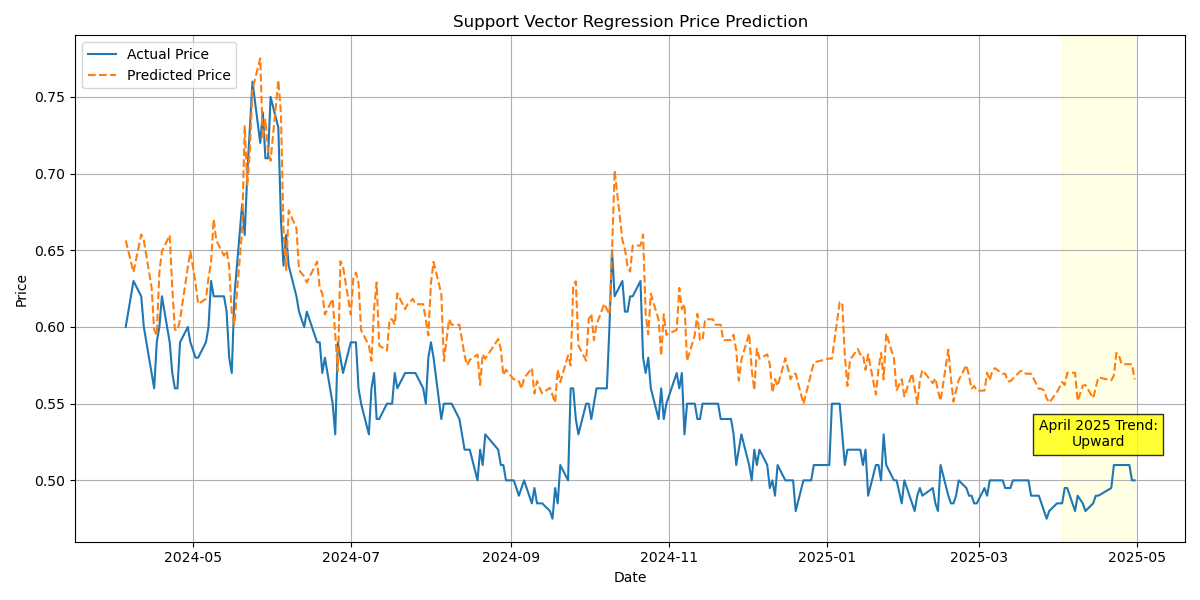 Support Vector Regression Price Prediction
Actual Price
Predicted Price
Price
0.75
0.70
0.65
0.60
0.55
0.50
April 2025 Trend:
Upward
2024-05 2024-07 2024-09 2024-11 2025-01 2025-03 2025-05
Date